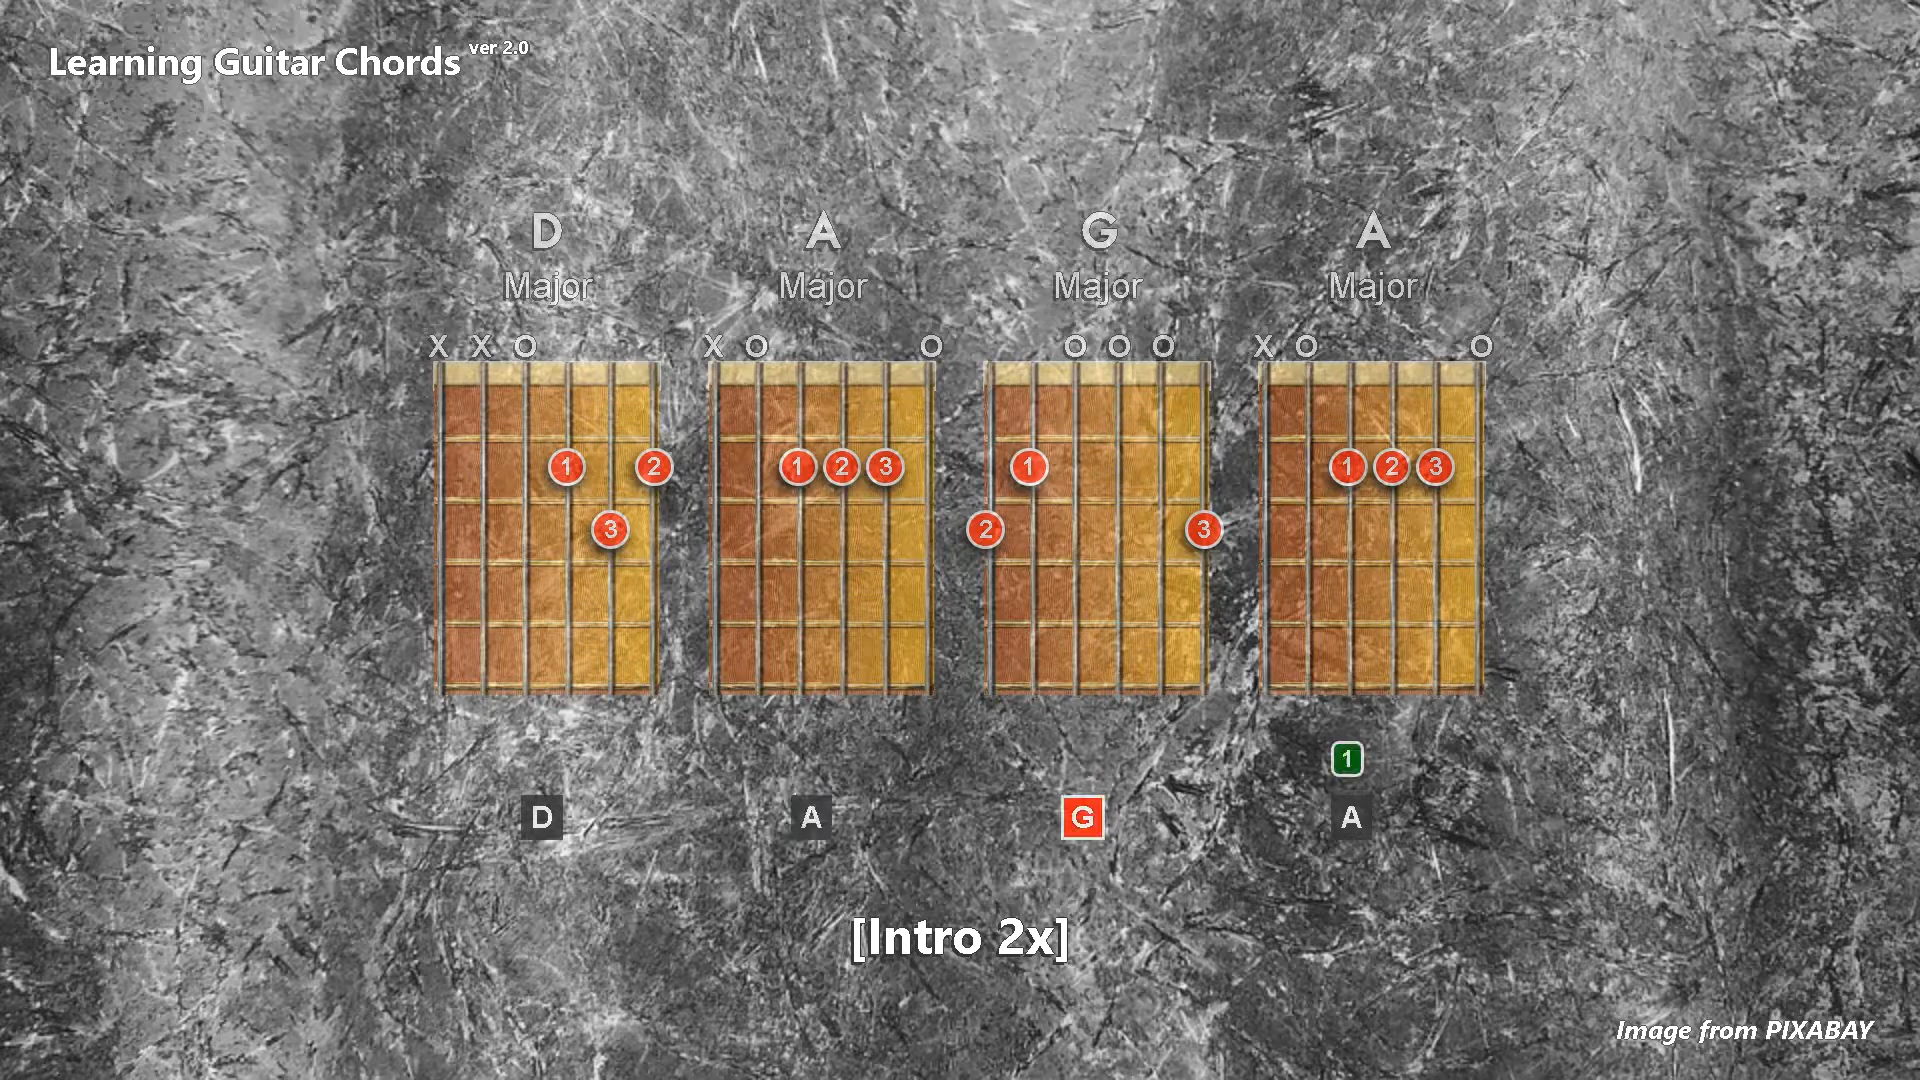 Learning Guitar Chords ver 2.0
D A G A
Major Major Major Major
X X O X O O O O O X O O
1 2 1 2 3 1 1 2 3
3 2 3
1
D A G A
[Intro 2x]
Image from PIXABAY